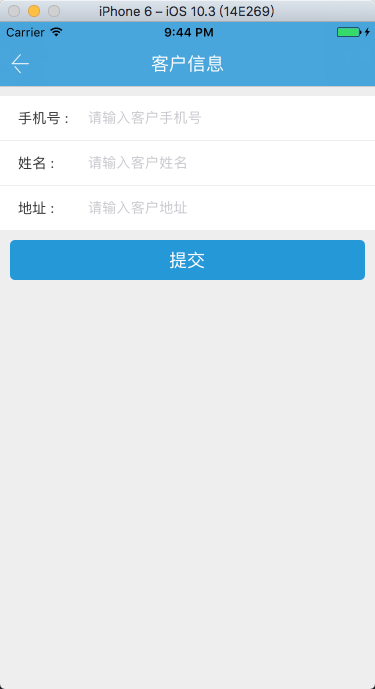 iPhone 6 – iOS 10.3 (14E269)
Carrier 9:44 PM
客户信息
手机号 : 请输入客户手机号
姓名 : 请输入客户姓名
地址 : 请输入客户地址
提交